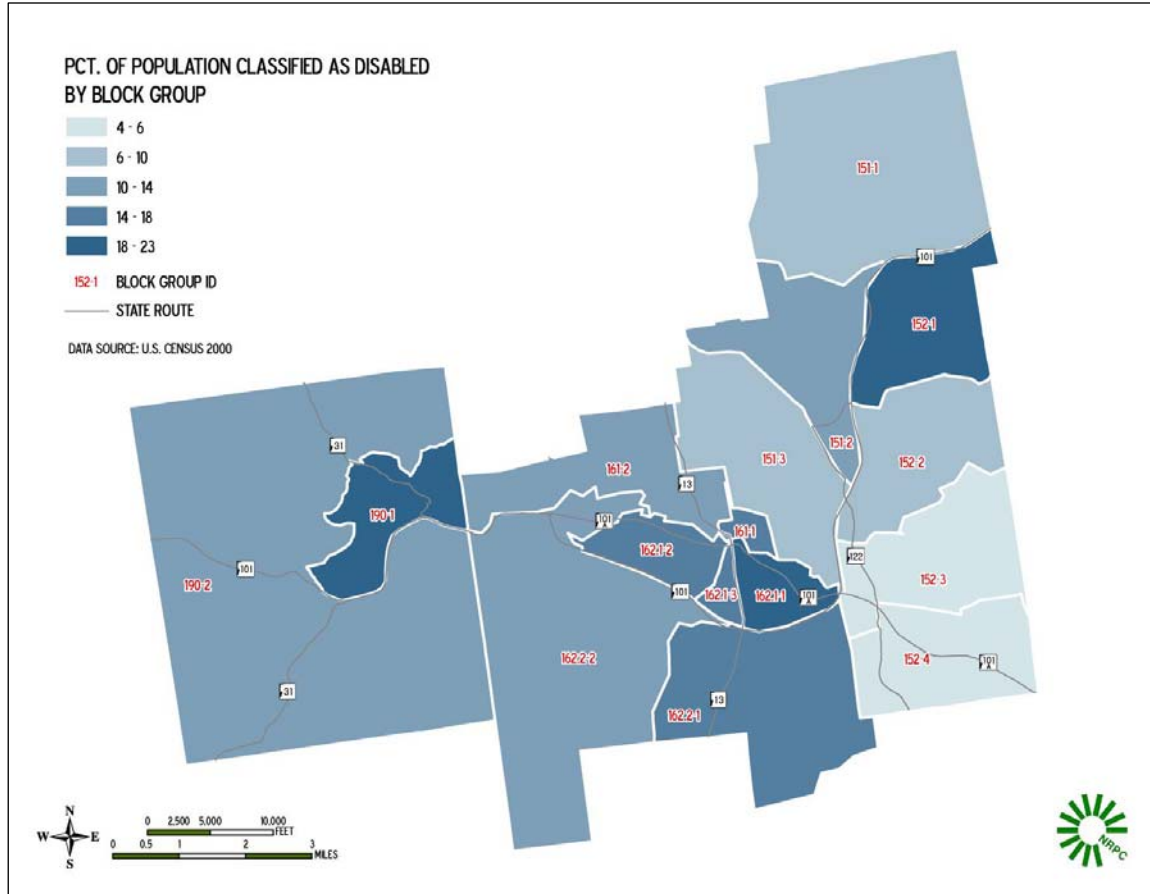 PCT. OF POPULATION CLASSIFIED AS DISABLED
BY BLOCK GROUP
4 - 6
6 - 10
10 - 14
14 - 18
18 - 23
152-1 BLOCK GROUP ID
STATE ROUTE
DATA SOURCE: U.S. CENSUS 2000
151-1
101
152-1
151-2
151-3
152-2
31
161-2
13
190-1
101
A
161-1
162.1-2
122
101
190-2
152-3
101
162.1-3
162.1-1
101
A
162.2-2
152-4
101
A
31
13
162.2-1
N
W E
S
0 2,500 5,000 10,000
FEET
0 0.5 1 2 3
MILES
NRPC